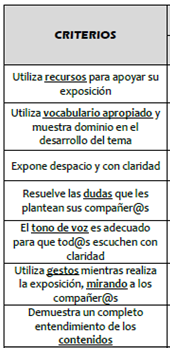 CRITERIOS
Utiliza recursos para apoyar su
exposición
Utiliza vocabulario apropiado y
muestra dominio en el
desarrollo del tema
Expone despacio y con claridad
Resuelve las dudas que les
plantean sus compañer@s
El tono de voz es adecuado
para que tod@s escuchen con
claridad
Utiliza gestos mientras realiza
la exposición, mirando a los
compañer@s
Demuestra un completo
entendimiento de los
contenidos